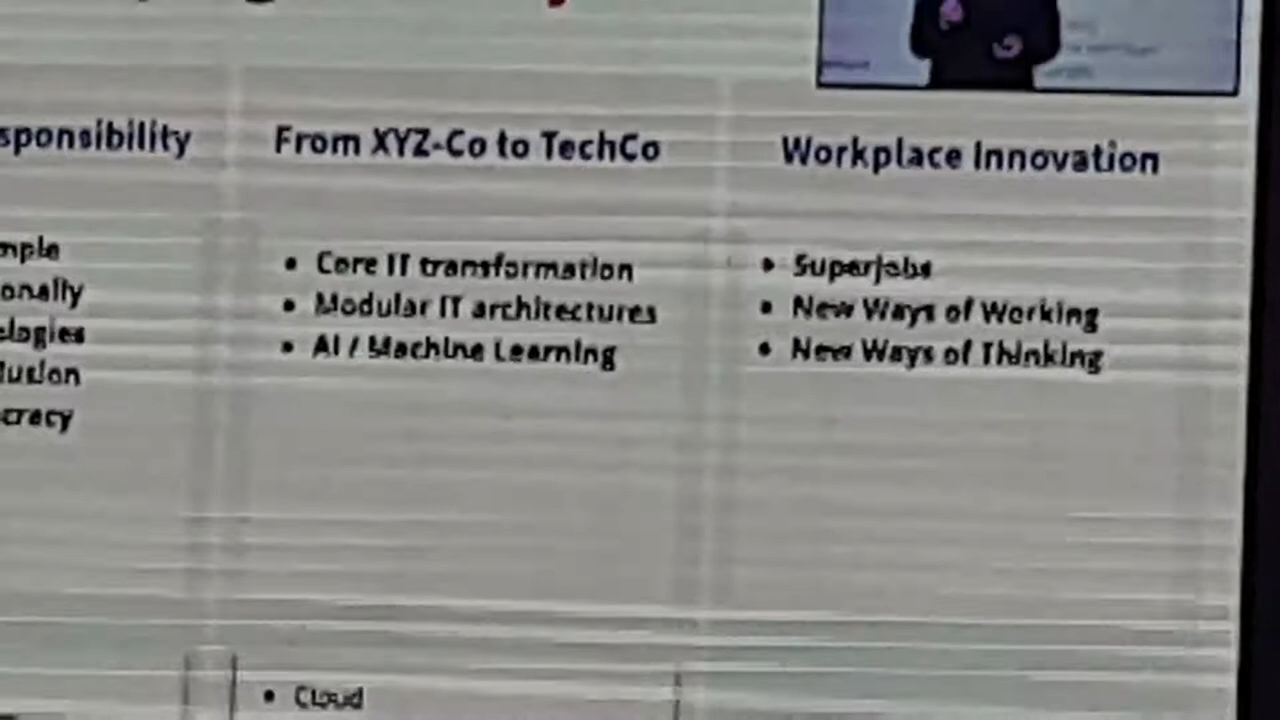 sponsibility
mple
onally
ologies
lusion
cracy
From XYZ-Co to TechCo
• Core IT transformation
• Modular IT architectures
• AI / Machine Learning
• Cloud
Workplace Innovation
• Superjobs
• New Ways of Working
• New Ways of Thinking